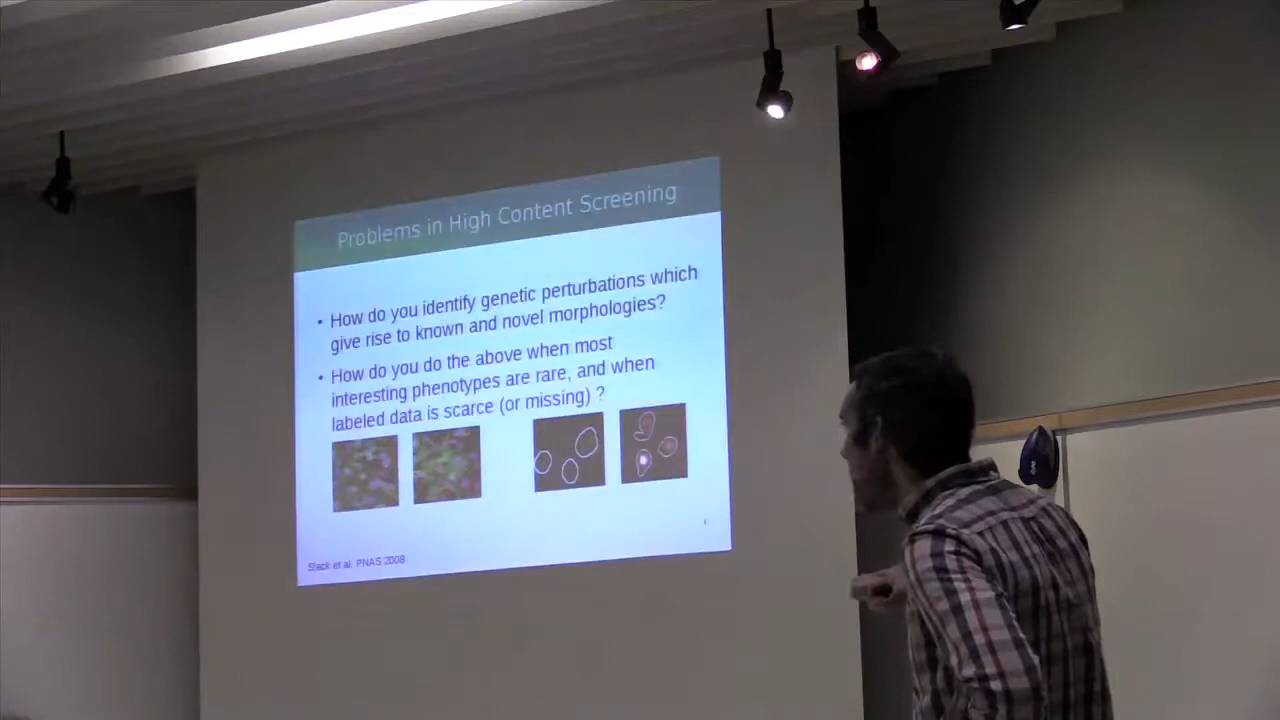 Problems in High Content Screening
• How do you identify genetic perturbations which
give rise to known and novel morphologies?
• How do you do the above when most
interesting phenotypes are rare, and when
labeled data is scarce (or missing) ?
Slack et al. PNAS 2008